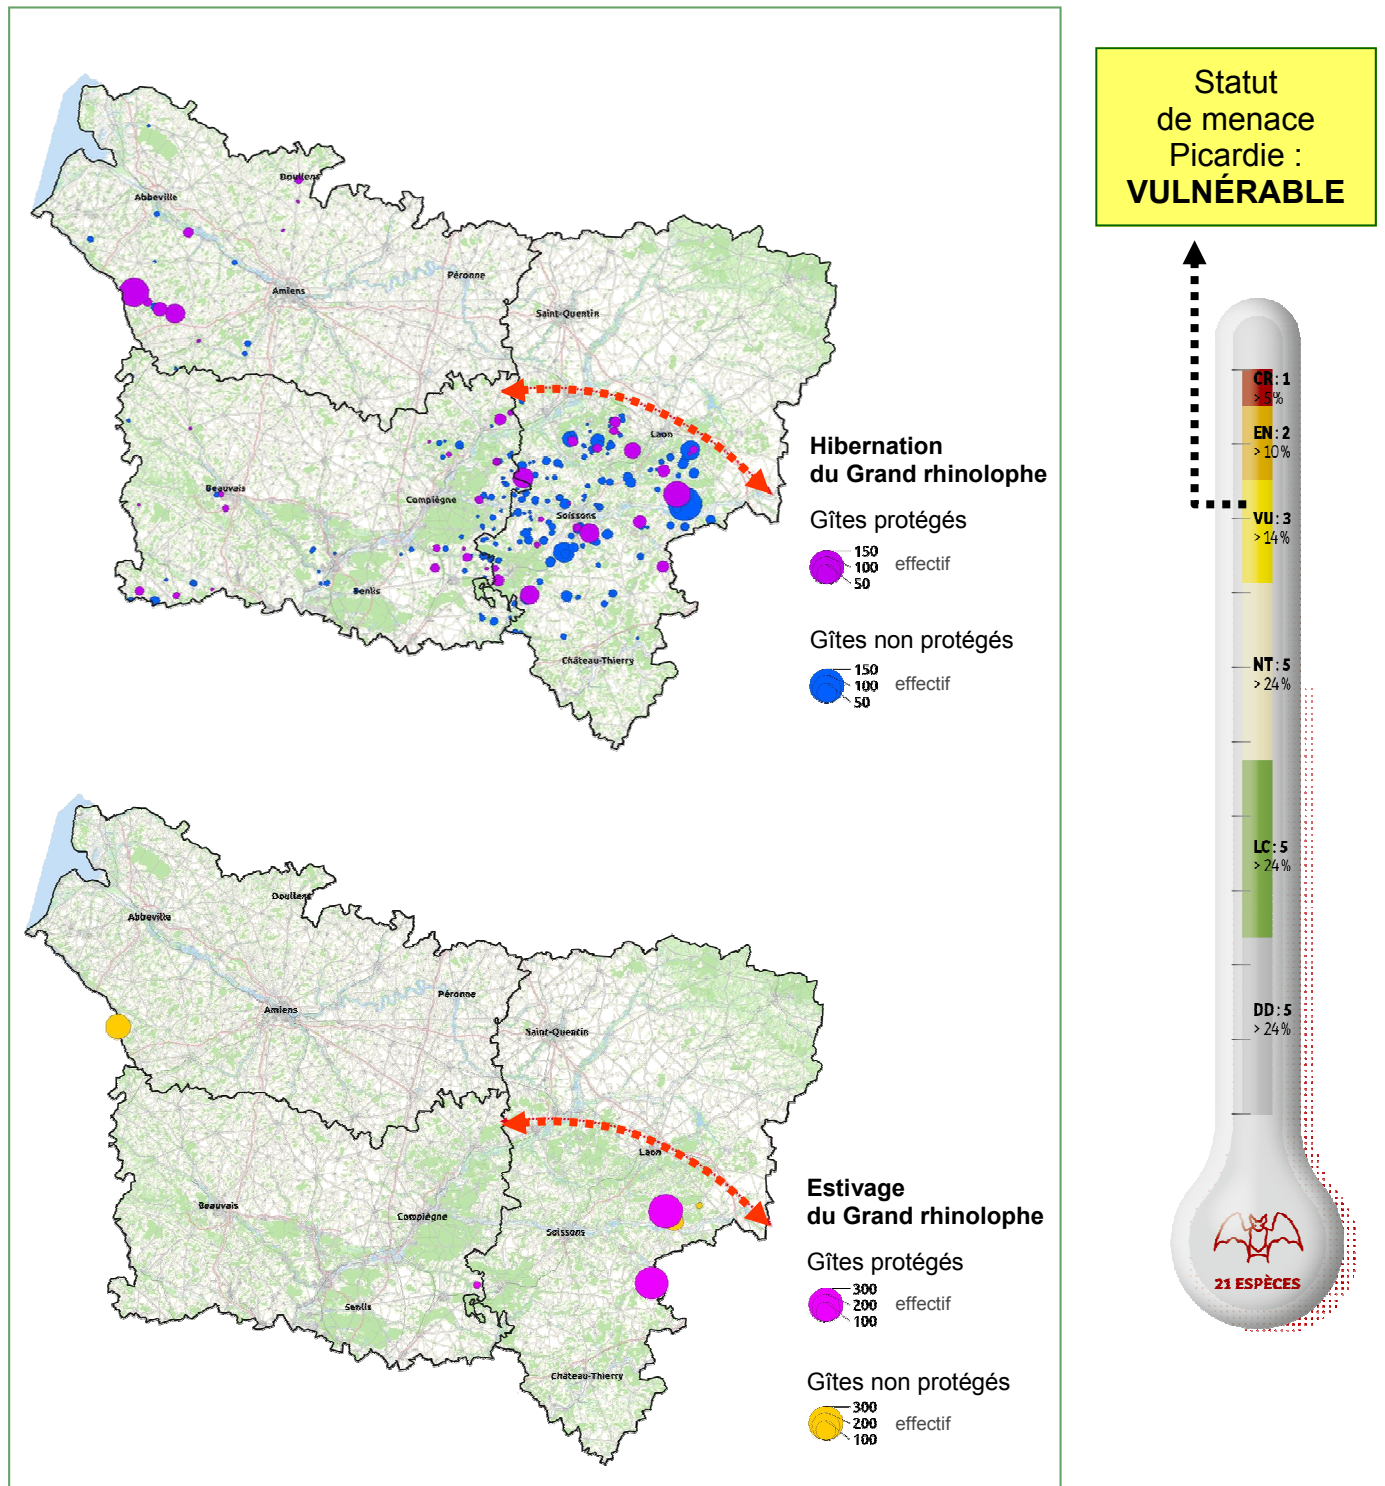 Statut
de menace
Picardie :
VULNÉRABLE
Doullens
Abbeville
Péronne
Amiens
Saint-Quentin
Laon
Beauvais
Compiègne
Soissons
Senlis
Château-Thierry
Hibernation
du Grand rhinolophe
Gîtes protégés
150
100
50
effectif
Gîtes non protégés
150
100
50
effectif
Doullens
Abbeville
Péronne
Amiens
Saint-Quentin
Laon
Beauvais
Compiègne
Soissons
Senlis
Château-Thierry
Estivage
du Grand rhinolophe
Gîtes protégés
300
200
100
effectif
Gîtes non protégés
300
200
100
effectif
CR : 1
> 5%
EN : 2
> 10%
VU : 3
> 14%
NT : 5
> 24%
LC : 5
> 24%
DD : 5
> 24%
21 ESPÈCES